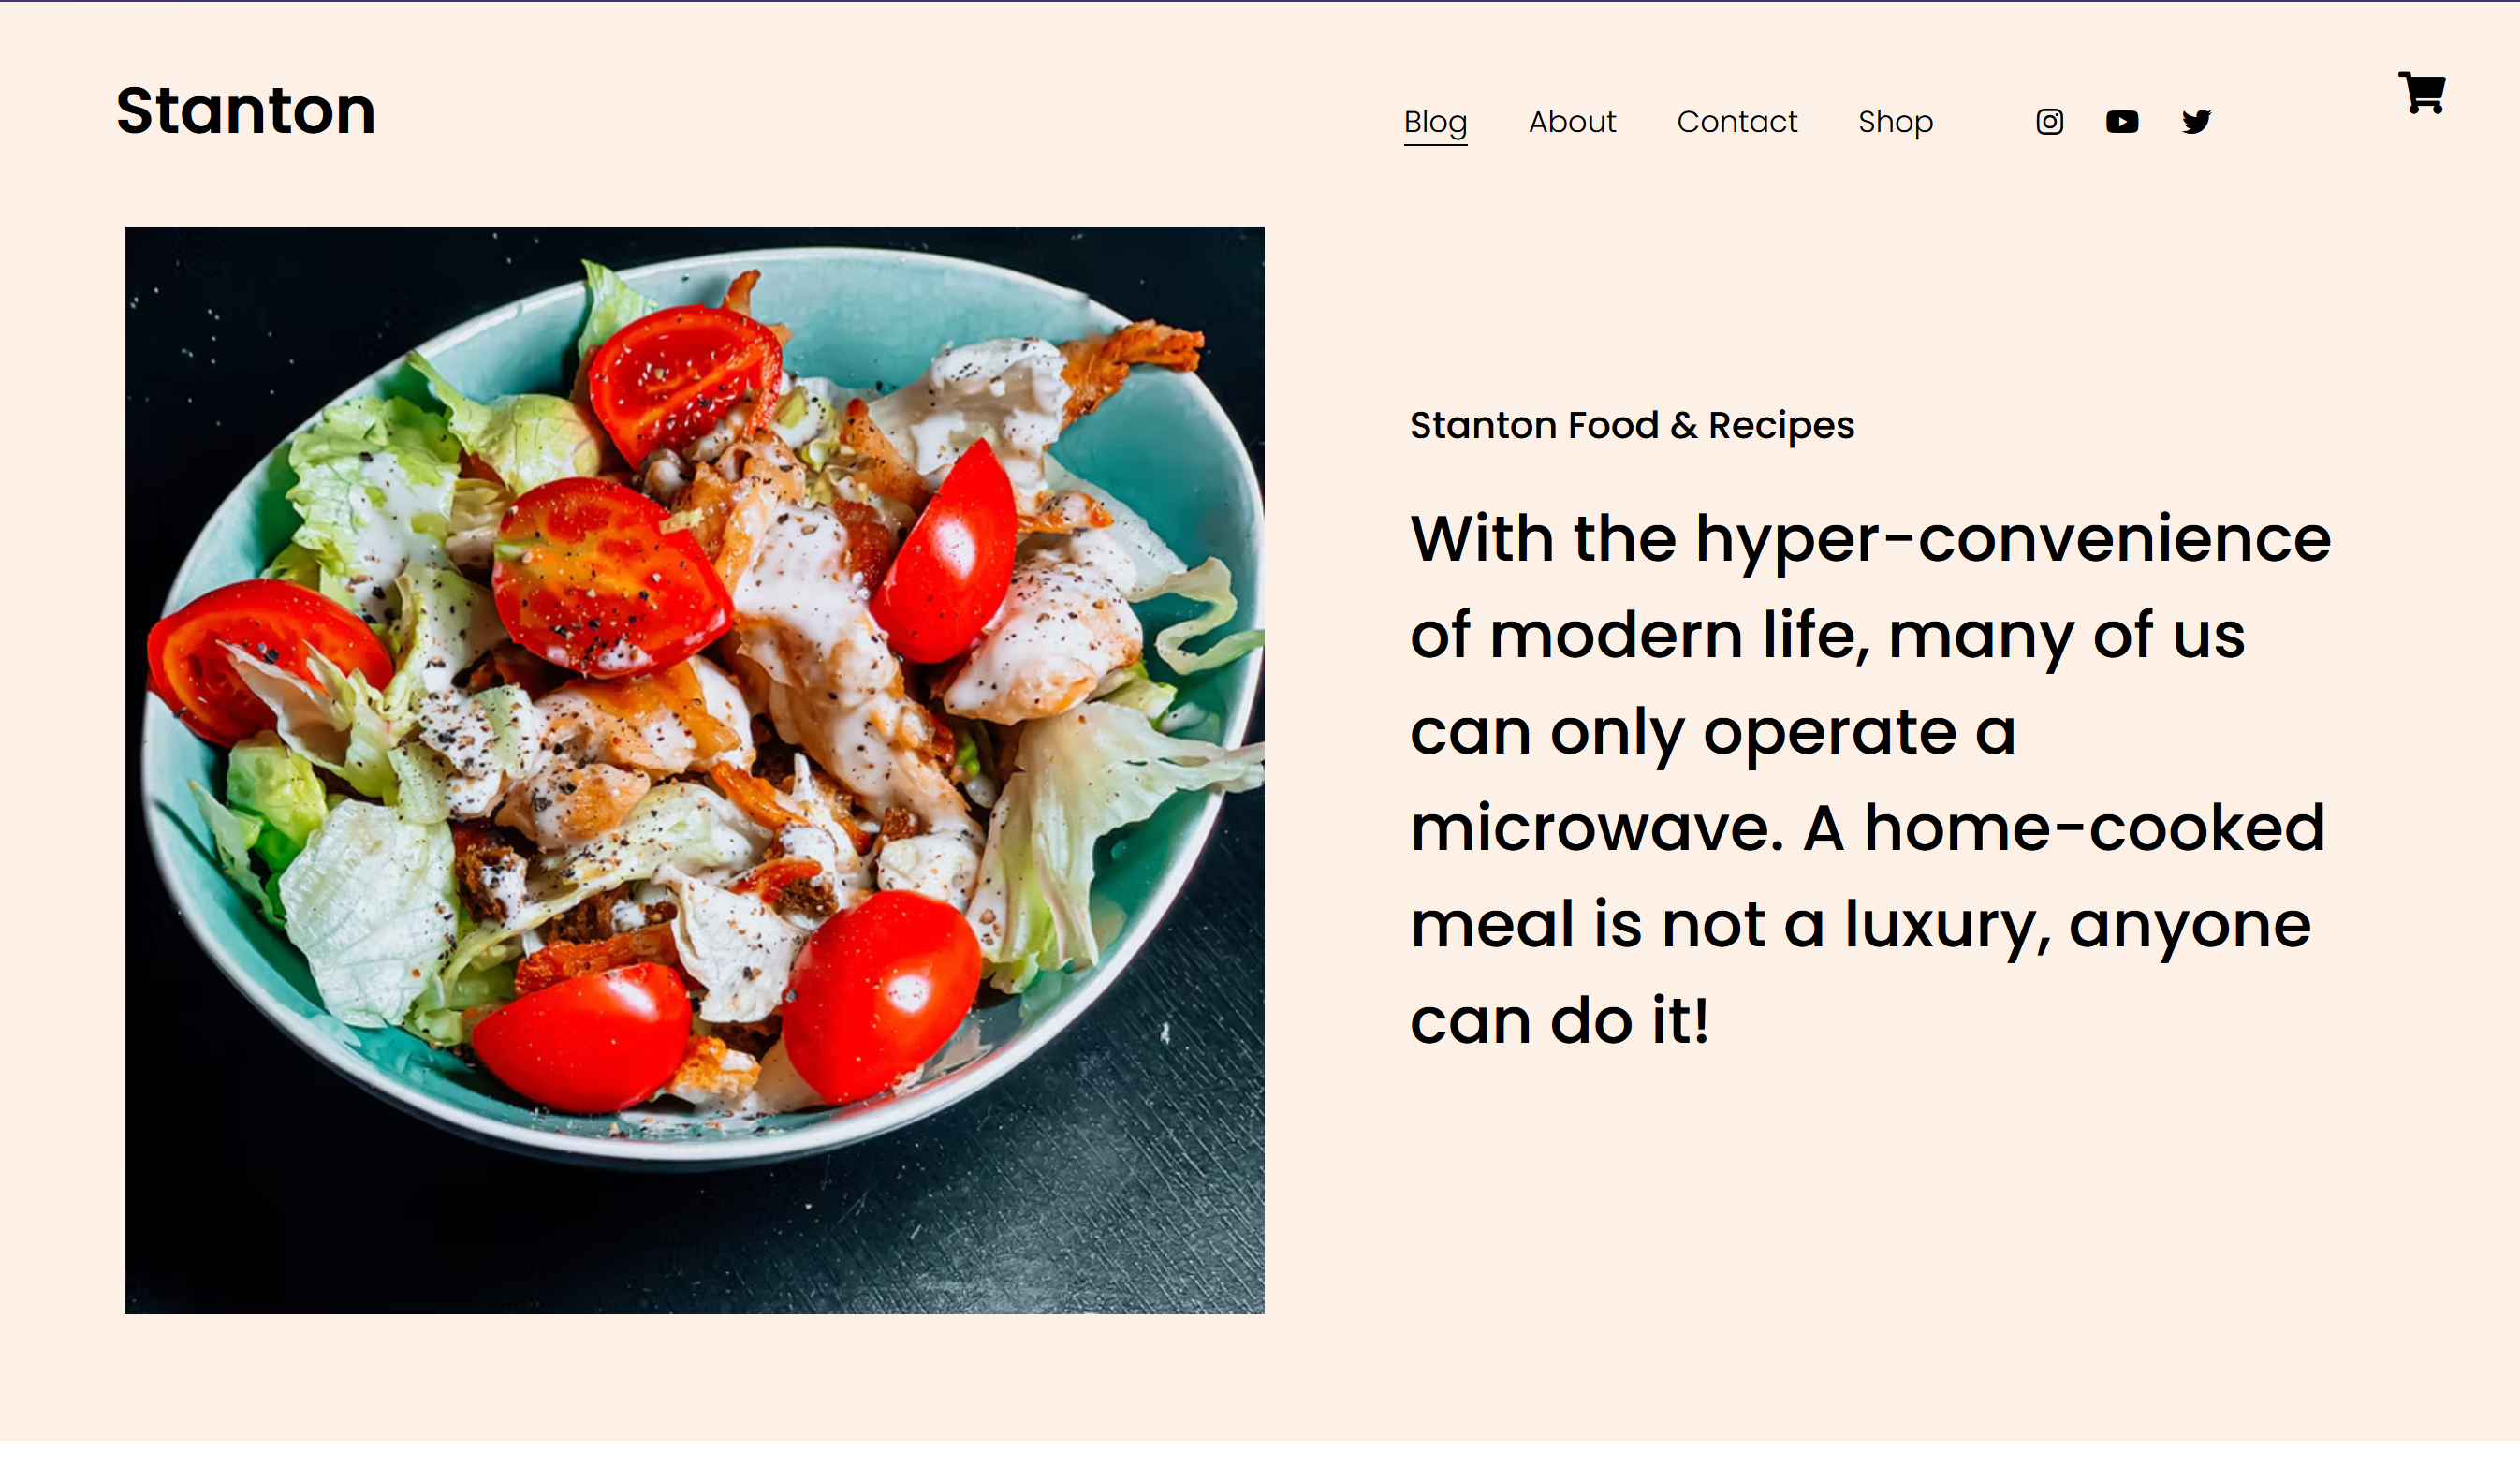 Stanton
Blog About Contact Shop
Stanton Food & Recipes
With the hyper-convenience
of modern life, many of us
can only operate a
microwave. A home-cooked
meal is not a luxury, anyone
can do it!